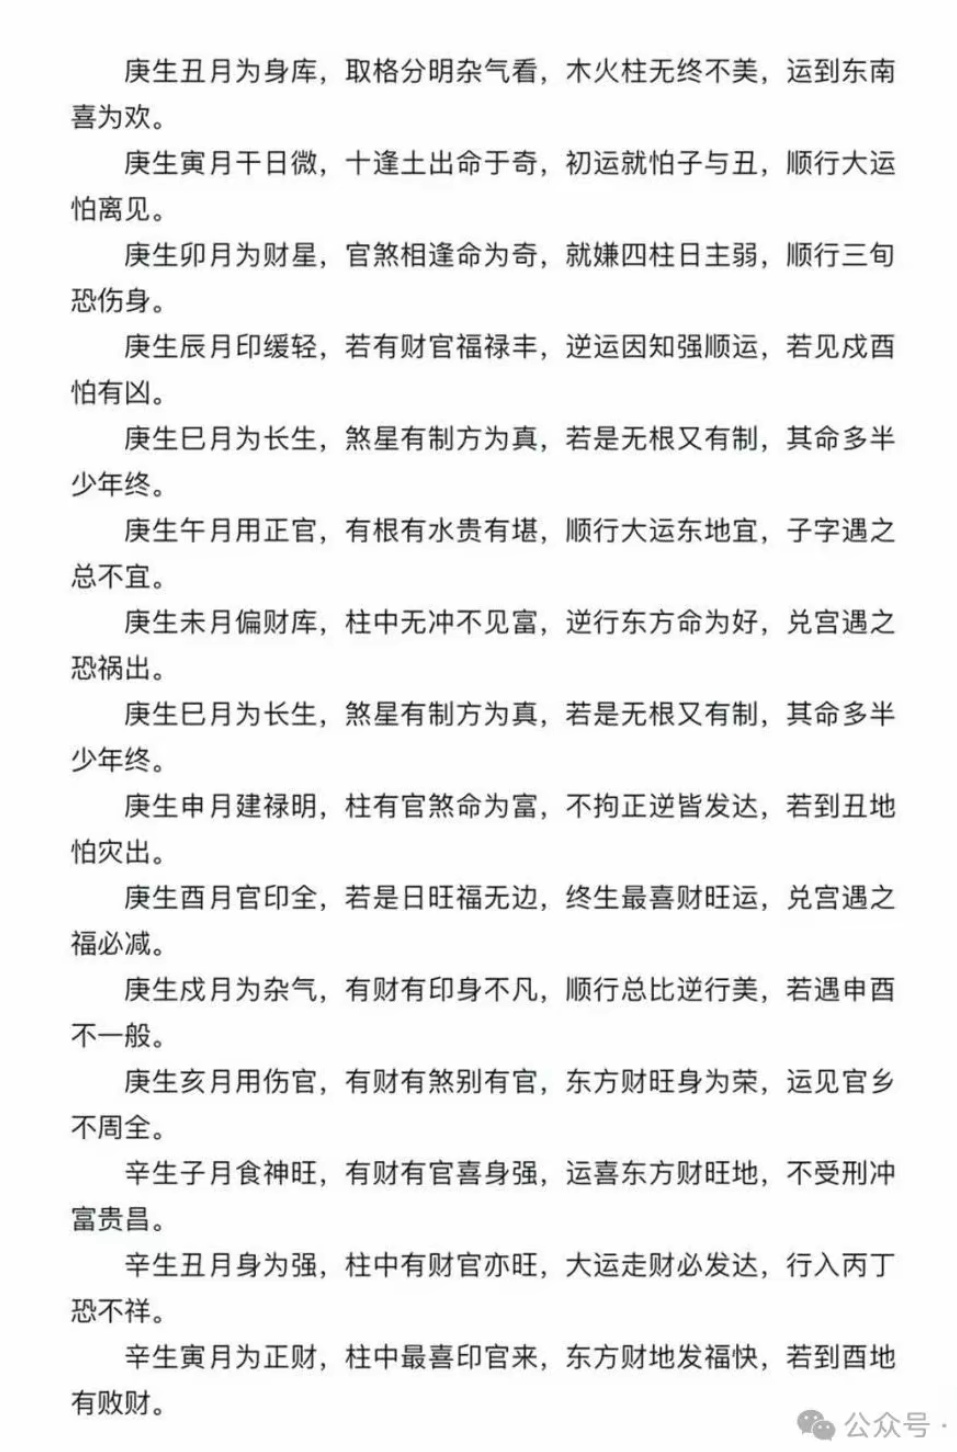 庚生丑月为身库，取格分明杂气看，木火柱无终不美，运到东南
喜为欢。
庚生寅月干日微，十逢土出命于奇，初运就怕子与丑，顺行大运
怕离见。
庚生卯月为财星，官煞相逢命为奇，就嫌四柱日主弱，顺行三旬
恐伤身。
庚生辰月印缓轻，若有财官福禄丰，逆运因知强顺运，若见戍酉
怕有凶。
庚生巳月为长生，煞星有制方为真，若是无根又有制，其命多半
少年终。
庚生午月用正官，有根有水贵有堪，顺行大运东地宜，子字遇之
总不宜。
庚生未月偏财库，柱中无冲不见富，逆行东方命为好，兑宫遇之
恐祸出。
庚生巳月为长生，煞星有制方为真，若是无根又有制，其命多半
少年终。
庚生申月建禄明，柱有官煞命为富，不拘正逆皆发达，若到丑地
怕灾出。
庚生酉月官印全，若是日旺福无边，终生最喜财旺运，兑宫遇之
福必减。
庚生戍月为杂气，有财有印身不凡，顺行总比逆行美，若遇申酉
不一般。
庚生亥月用伤官，有财有煞别有官，东方财旺身为荣，运见官乡
不周全。
辛生子月食神旺，有财有官喜身强，运喜东方财旺地，不受刑冲
富贵昌。
辛生丑月身为强，柱中有财官亦旺，大运走财必发达，行入丙丁
恐不祥。
辛生寅月为正财，柱中最喜印官来，东方财地发福快，若到酉地
有败财。
公众号 ·